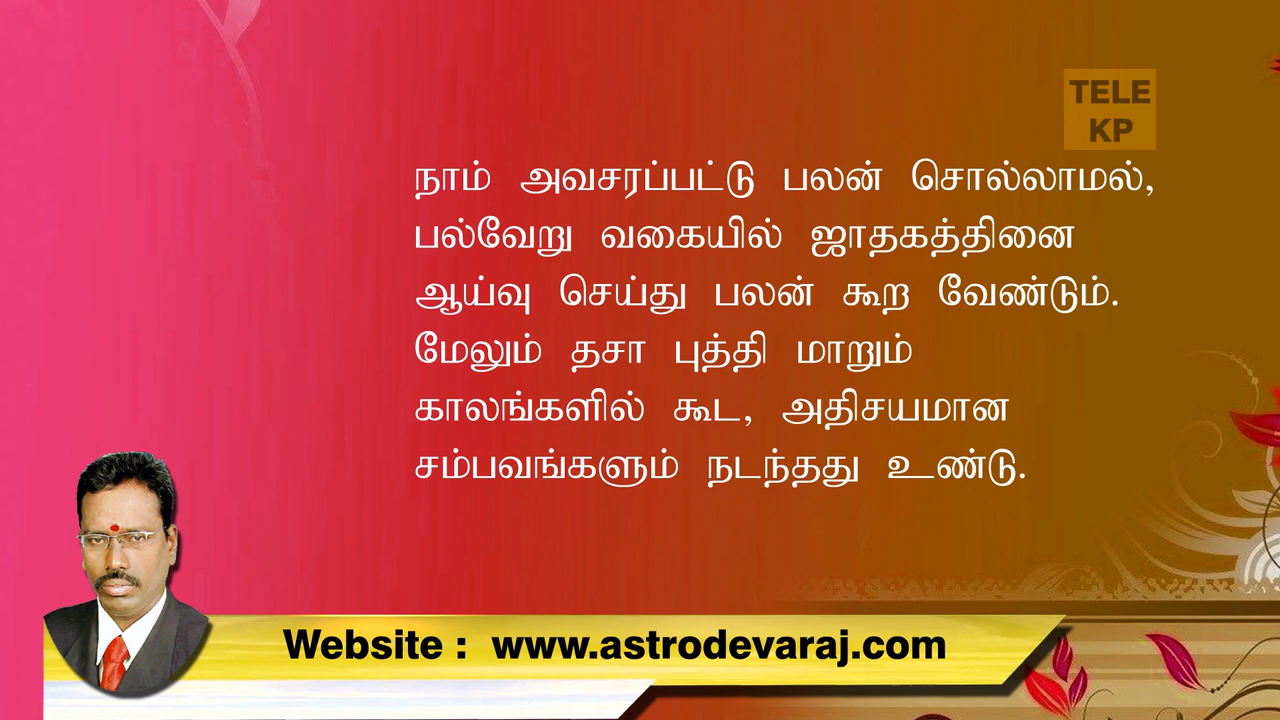 TELE
KP
நாம் அவசரப்பட்டு பலன் சொல்லாமல்,
பல்வேறு வகையில் ஜாதகத்தினை
ஆய்வு செய்து பலன் கூற வேண்டும்.
மேலும் தசா புத்தி மாறும்
காலங்களில் கூட, அதிசயமான
சம்பவங்களும் நடந்தது உண்டு.
Website : www.astrodevaraj.com